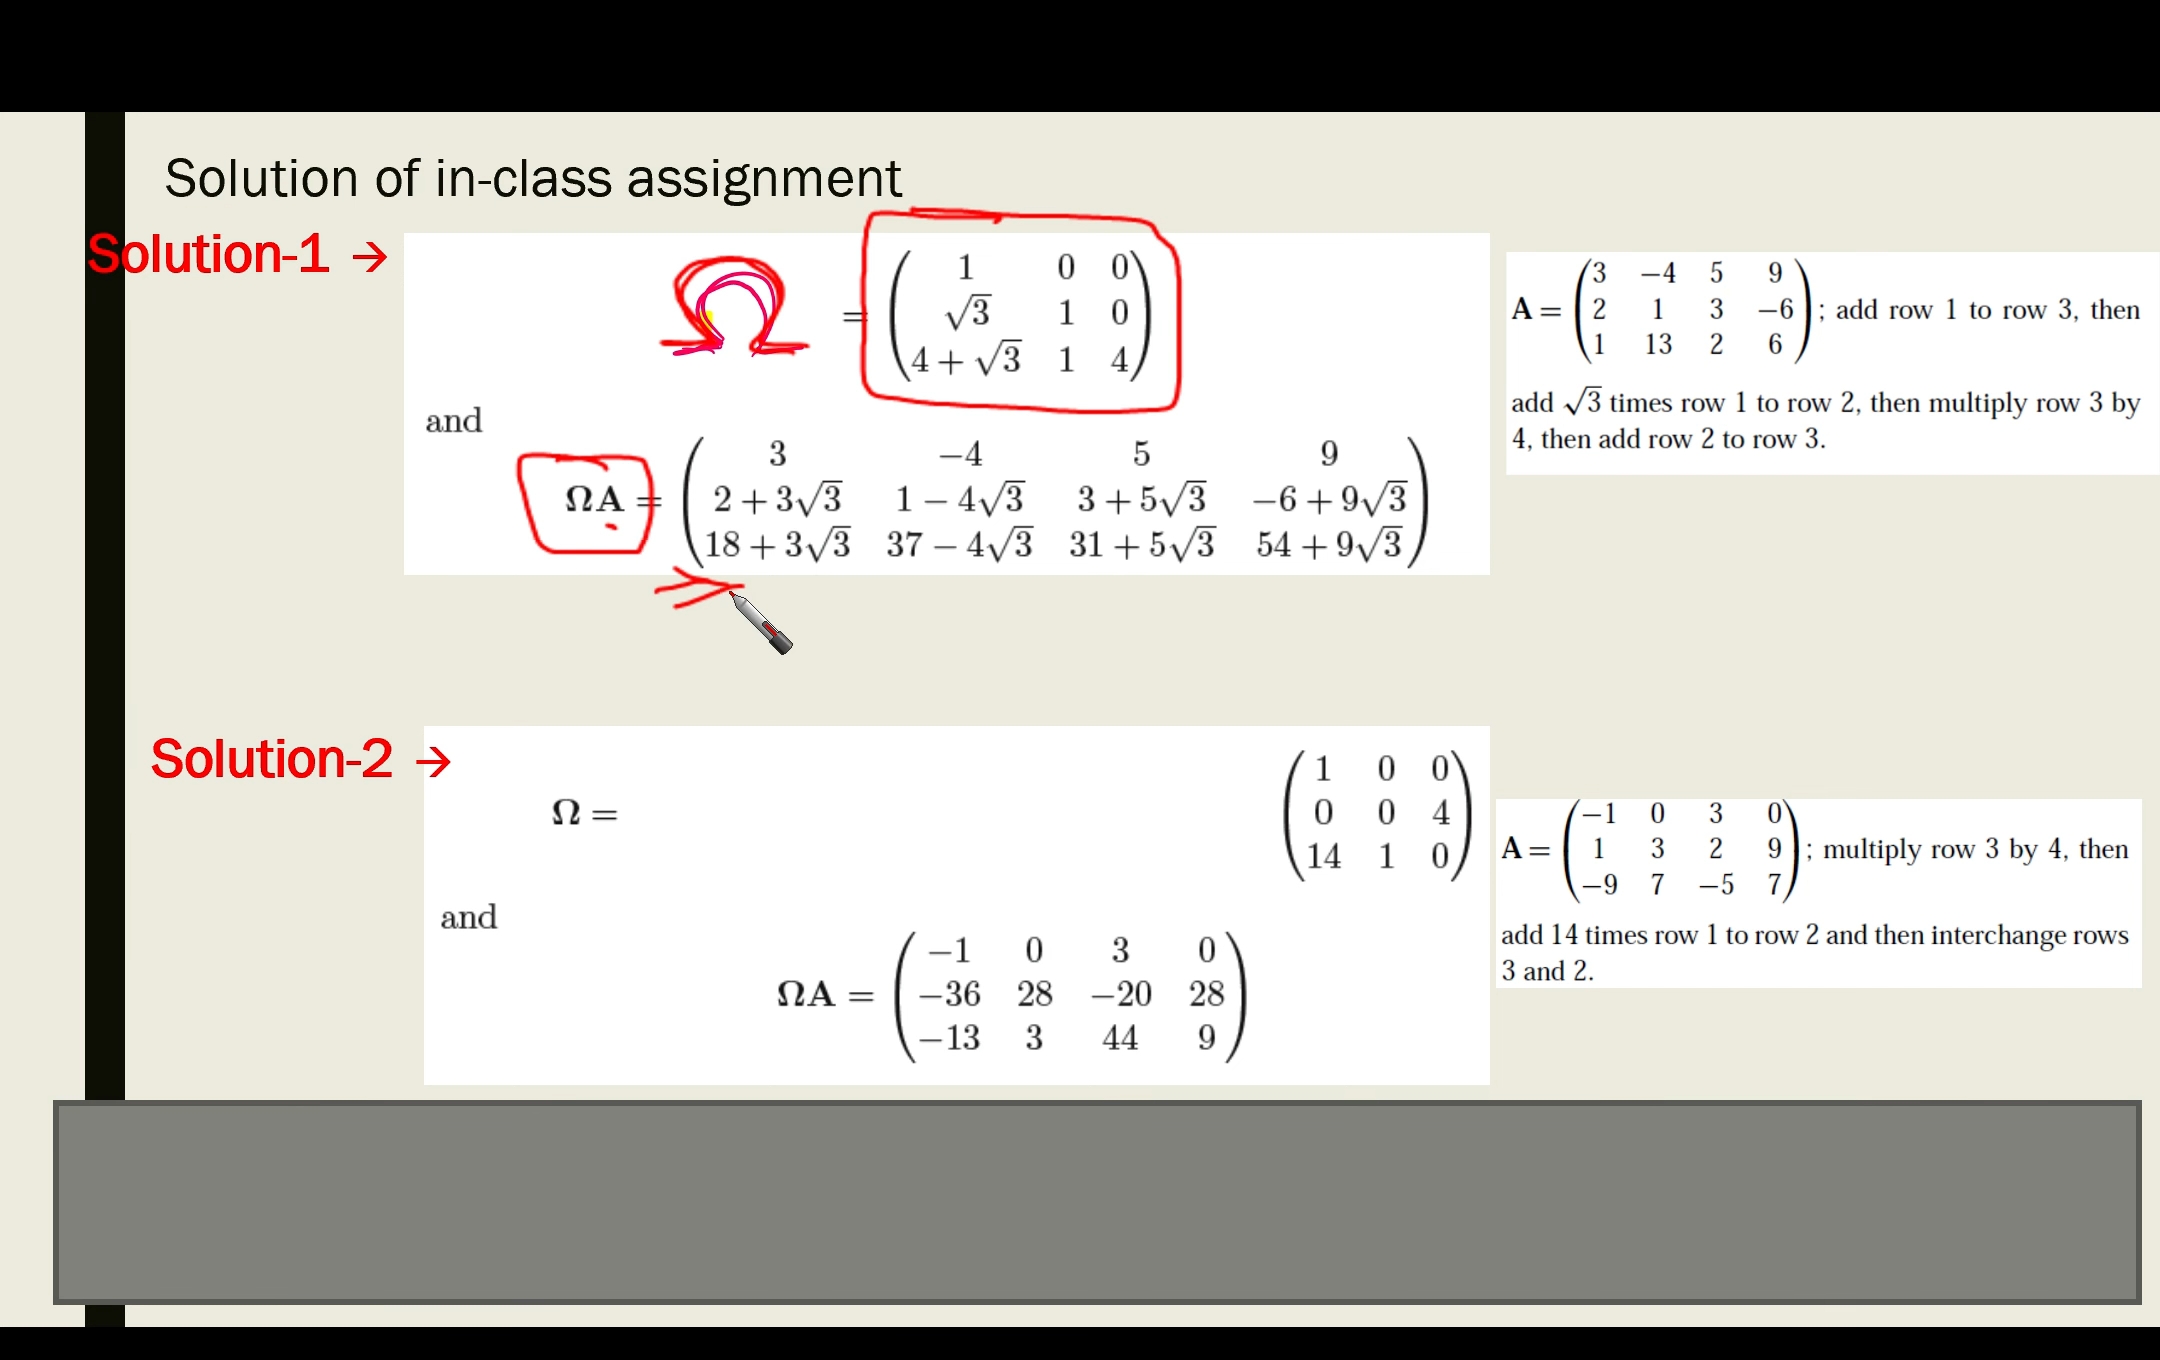 Solution of in-class assignment
Solution-1 →
Ω = ( 1 0 0
√3 1 0
4 + √3 1 4 )
and
ΩA = ( 3 −4 5 9
2 + 3√3 1 − 4√3 3 + 5√3 −6 + 9√3
18 + 3√3 37 − 4√3 31 + 5√3 54 + 9√3 )
A = ( 3 −4 5 9
2 1 3 −6
1 13 2 6 ) ; add row 1 to row 3, then
add √3 times row 1 to row 2, then multiply row 3 by
4, then add row 2 to row 3.
Solution-2 →
Ω = ( 1 0 0
0 0 4
14 1 0 )
and
ΩA = ( −1 0 3 0
−36 28 −20 28
−13 3 44 9 )
A = ( −1 0 3 0
1 3 2 9
−9 7 −5 7 ) ; multiply row 3 by 4, then
add 14 times row 1 to row 2 and then interchange rows
3 and 2.